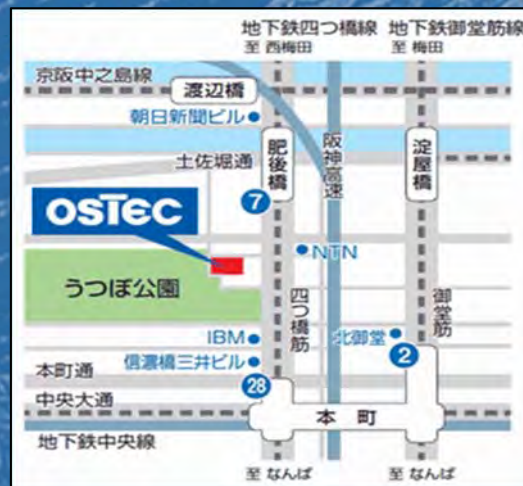 地下鉄四つ橋線
至 西梅田
地下鉄御堂筋線
至 梅田
京阪中之島線
渡辺橋
朝日新聞ビル
土佐堀通
肥後橋
阪神高速
淀屋橋
7
OSTEC
NTN
うつぼ公園
四つ橋筋
御堂筋
IBM
北御堂
2
信濃橋三井ビル
本町通
28
中央大通
本町
地下鉄中央線
至 なんば
至 なんば